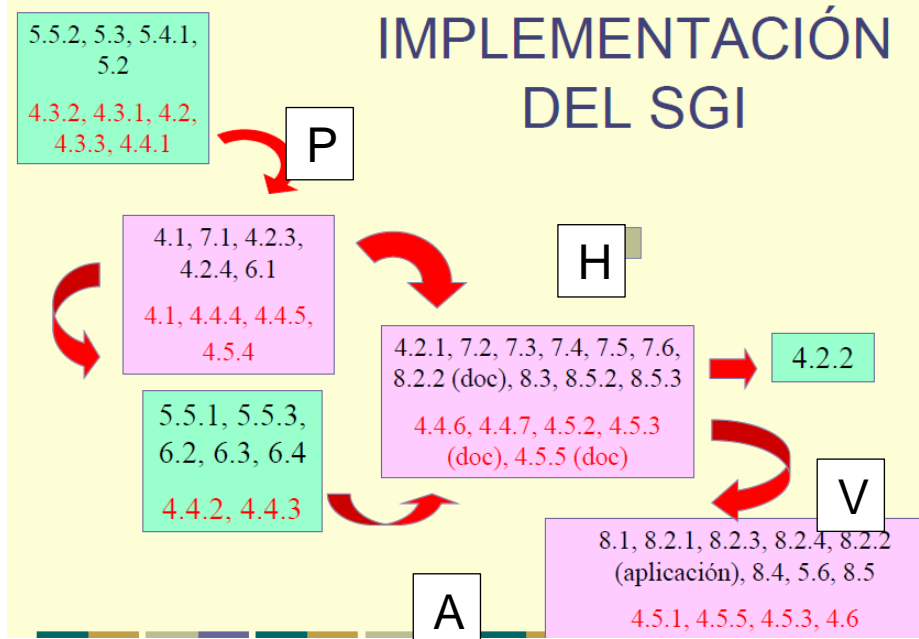 IMPLEMENTACIÓN
DEL SGI
5.5.2, 5.3, 5.4.1,
5.2
4.3.2, 4.3.1, 4.2,
4.3.3, 4.4.1
P
4.1, 7.1, 4.2.3,
4.2.4, 6.1
4.1, 4.4.4, 4.4.5,
4.5.4
H
4.2.1, 7.2, 7.3, 7.4, 7.5, 7.6,
8.2.2 (doc), 8.3, 8.5.2, 8.5.3
4.4.6, 4.4.7, 4.5.2, 4.5.3
(doc), 4.5.5 (doc)
4.2.2
5.5.1, 5.5.3,
6.2, 6.3, 6.4
4.4.2, 4.4.3
V
8.1, 8.2.1, 8.2.3, 8.2.4, 8.2.2
(aplicación), 8.4, 5.6, 8.5
4.5.1, 4.5.5, 4.5.3, 4.6
A